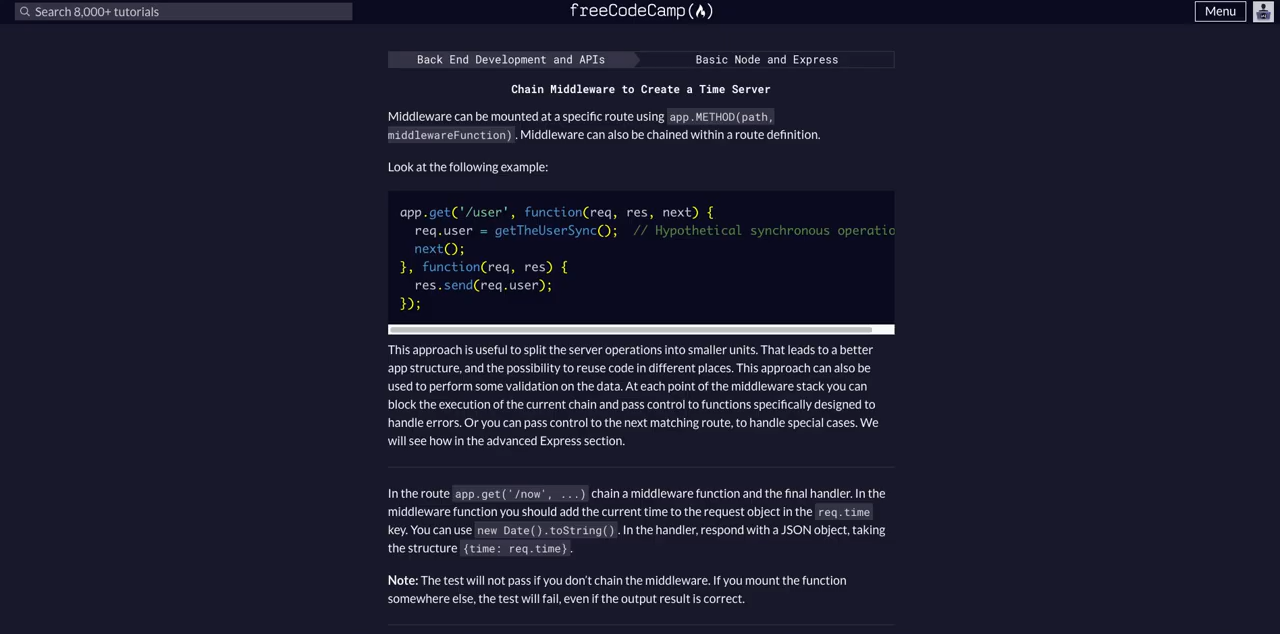 Search 8,000+ tutorials
freeCodeCamp
Menu
Back End Development and APIs
Basic Node and Express
Chain Middleware to Create a Time Server
Middleware can be mounted at a specific route using app.METHOD(path,
middlewareFunction). Middleware can also be chained within a route definition.
Look at the following example:
app.get('/user', function(req, res, next) {
  req.user = getTheUserSync();  // Hypothetical synchronous operatio
  next();
}, function(req, res) {
  res.send(req.user);
});
This approach is useful to split the server operations into smaller units. That leads to a better
app structure, and the possibility to reuse code in different places. This approach can also be
used to perform some validation on the data. At each point of the middleware stack you can
block the execution of the current chain and pass control to functions specifically designed to
handle errors. Or you can pass control to the next matching route, to handle special cases. We
will see how in the advanced Express section.
In the route app.get('/now', ...) chain a middleware function and the final handler. In the
middleware function you should add the current time to the request object in the req.time
key. You can use new Date().toString(). In the handler, respond with a JSON object, taking
the structure {time: req.time}.
Note: The test will not pass if you don't chain the middleware. If you mount the function
somewhere else, the test will fail, even if the output result is correct.